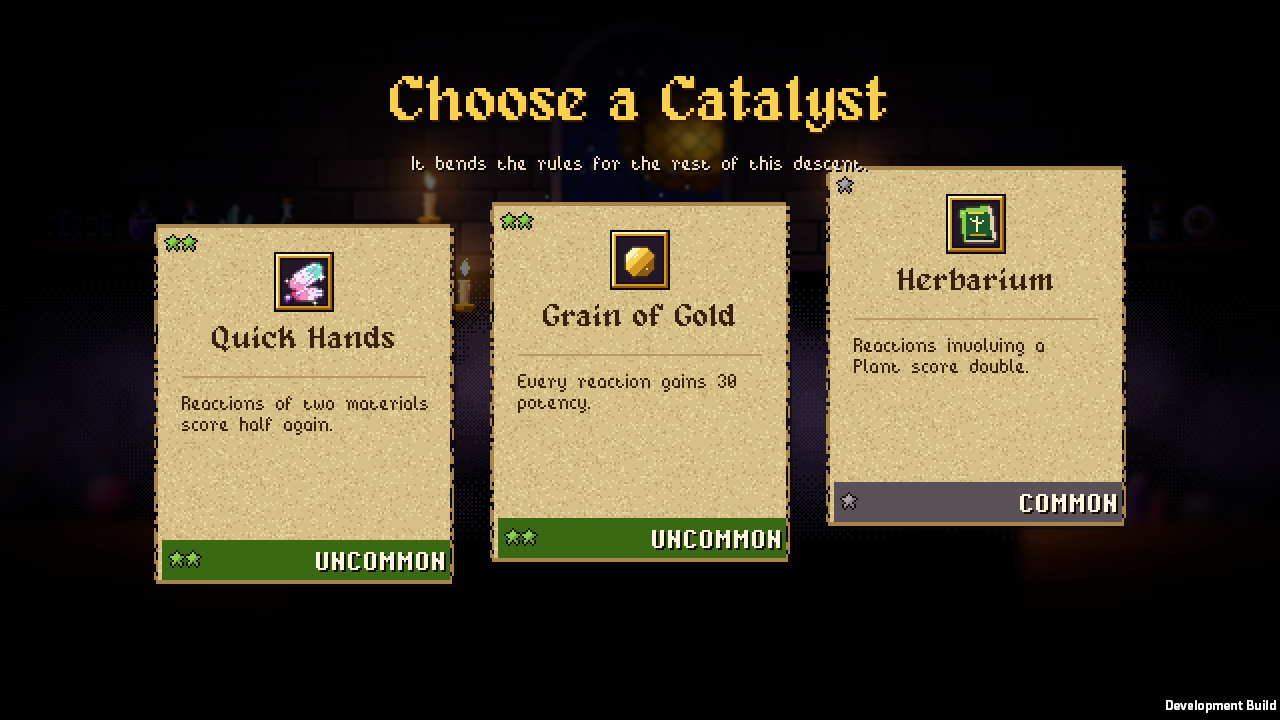 Choose a Catalyst
It bends the rules for the rest of this descent.
Quick Hands
Reactions of two materials
score half again.
UNCOMMON
Grain of Gold
Every reaction gains 30
potency.
UNCOMMON
Herbarium
Reactions involving a
Plant score double.
COMMON
Development Build